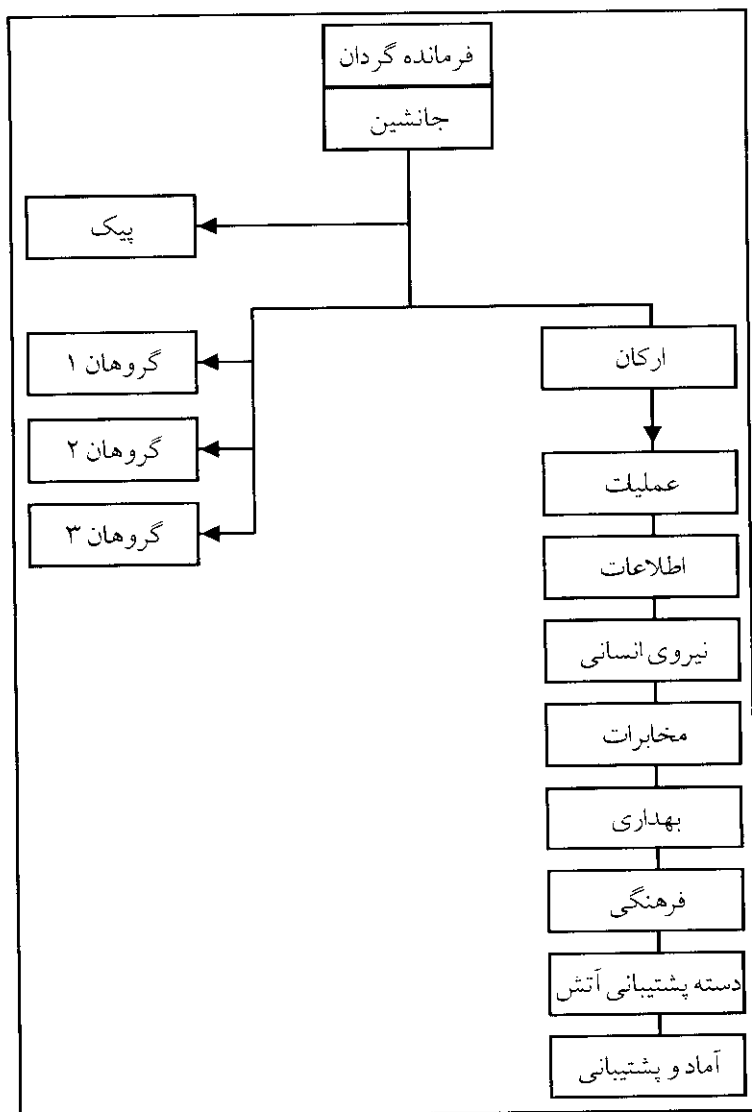 فرمانده گردان
جانشین
پیک
ارکان
گروهان ۱
گروهان ۲
گروهان ۳
عملیات
اطلاعات
نیروی انسانی
مخابرات
بهداری
فرهنگی
دسته پشتیبانی آتش
آماد و پشتیبانی